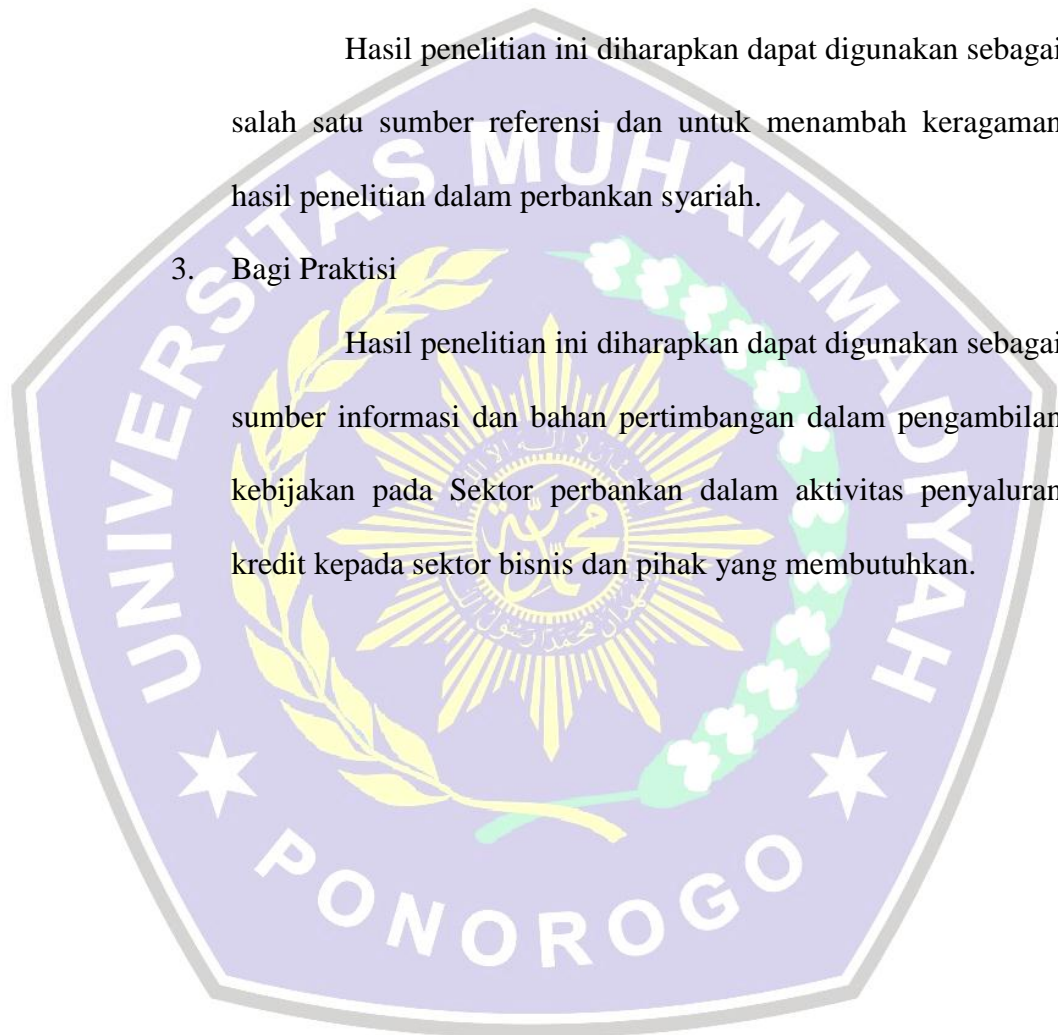 Hasil penelitian ini diharapkan dapat digunakan sebagai
salah satu sumber referensi dan untuk menambah keragaman
hasil penelitian dalam perbankan syariah.
3. Bagi Praktisi
Hasil penelitian ini diharapkan dapat digunakan sebagai
sumber informasi dan bahan pertimbangan dalam pengambilan
kebijakan pada Sektor perbankan dalam aktivitas penyaluran
kredit kepada sektor bisnis dan pihak yang membutuhkan.
UNIVERSITAS MUHAMMADIYAH
PONOROGO